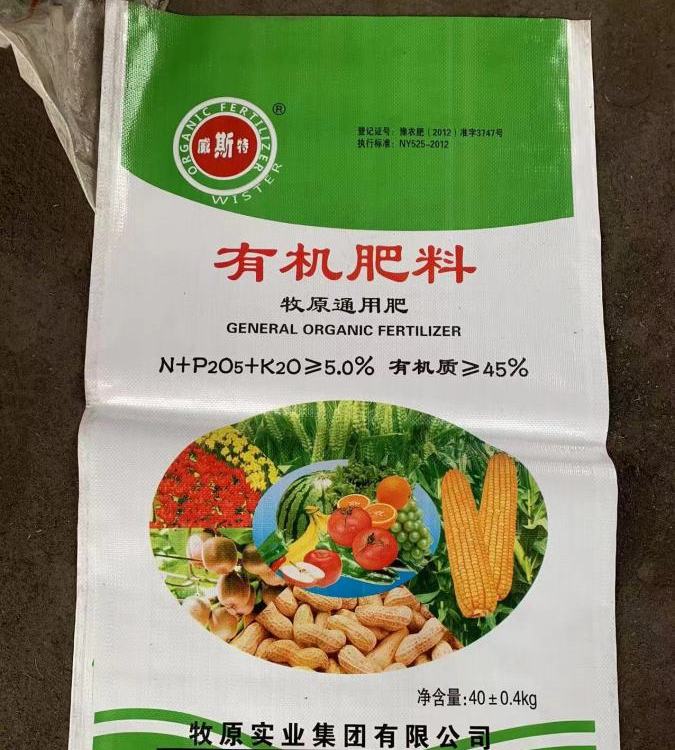 ORGANIC FERTILIZER
®
威斯特
WISTER
登记证号：豫农肥（2012）准字3747号
执行标准：NY525-2012
有机肥料
牧原通用肥
GENERAL ORGANIC FERTILIZER
N+P2O5+K2O≥5.0% 有机质≥45%
净含量:40±0.4kg
牧原实业集团有限公司